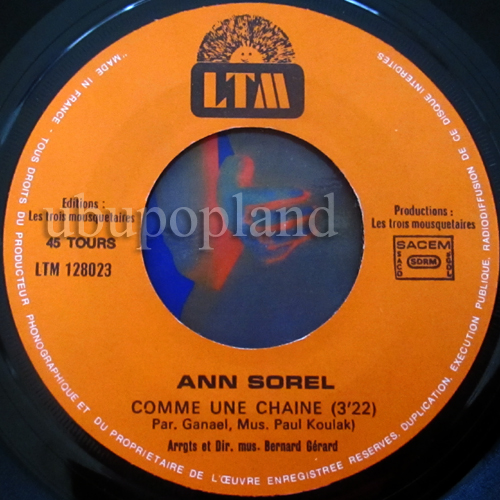 LTM
Editions :
Les trois mousquetaires
45 TOURS
LTM 128023
Productions :
Les trois mousquetaires
SACEM
SACD SDRM SGDL
ubupopland
ANN SOREL
COMME UNE CHAINE (3'22)
Par. Ganael, Mus. Paul Koulak)
Arrgts et Dir. mus. Bernard Gérard
"MADE IN FRANCE - TOUS DROITS DU PRODUCTEUR PHONOGRAPHIQUE ET DU PROPRIETAIRE DE L'ŒUVRE ENREGISTREE RESERVES, DUPLICATION, EXECUTION PUBLIQUE, RADIODIFFUSION DE CE DISQUE INTERDITES